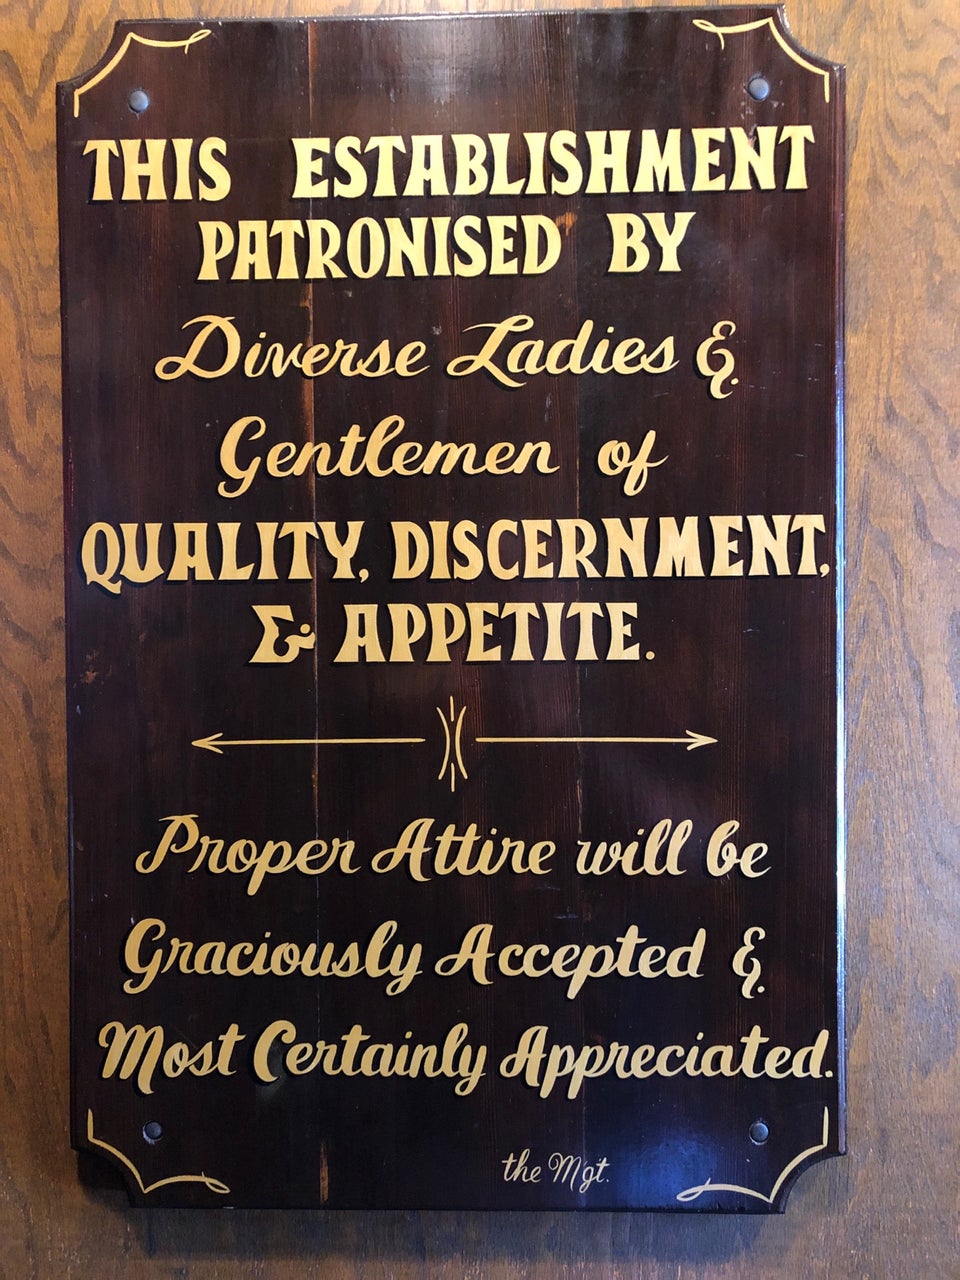 THIS ESTABLISHMENT
PATRONISED BY
Diverse Ladies &
Gentlemen of
QUALITY, DISCERNMENT,
& APPETITE.
Proper Attire will be
Graciously Accepted &
Most Certainly Appreciated.
the Mgt.